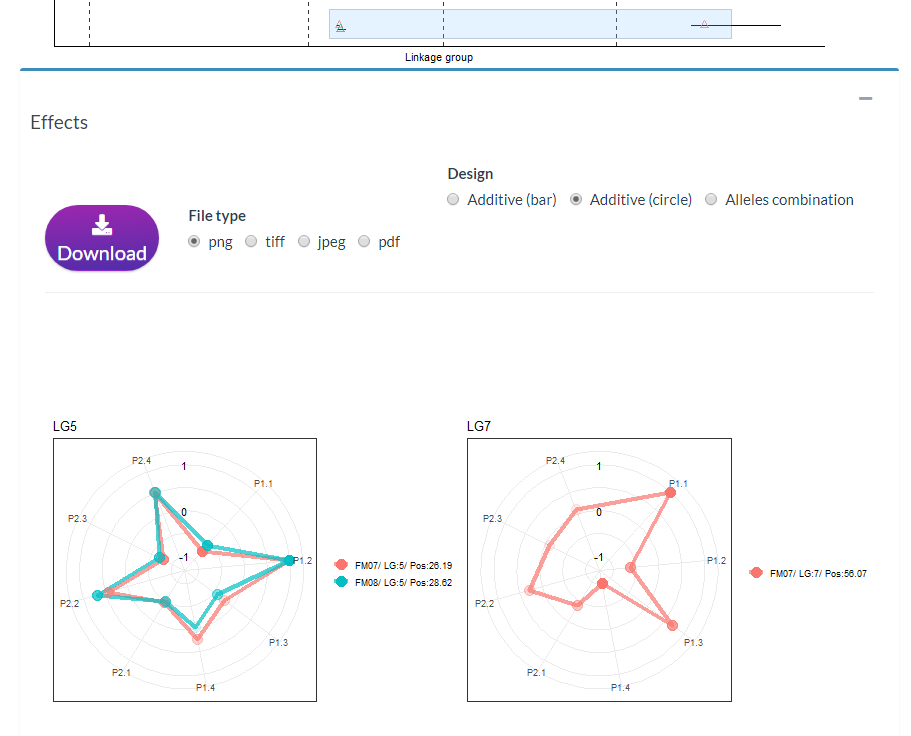 Linkage group
Effects
Design
Additive (bar) Additive (circle) Alleles combination
File type
png tiff jpeg pdf
Download
LG5
P2.4
1
P1.1
P2.3
0
-1
P1.2
P2.2
P1.3
P2.1
P1.4
FM07/ LG:5/ Pos:26.19
FM08/ LG:5/ Pos:28.62
LG7
P2.4
1
P1.1
P2.3
0
-1
P1.2
P2.2
P1.3
P2.1
P1.4
FM07/ LG:7/ Pos:56.07